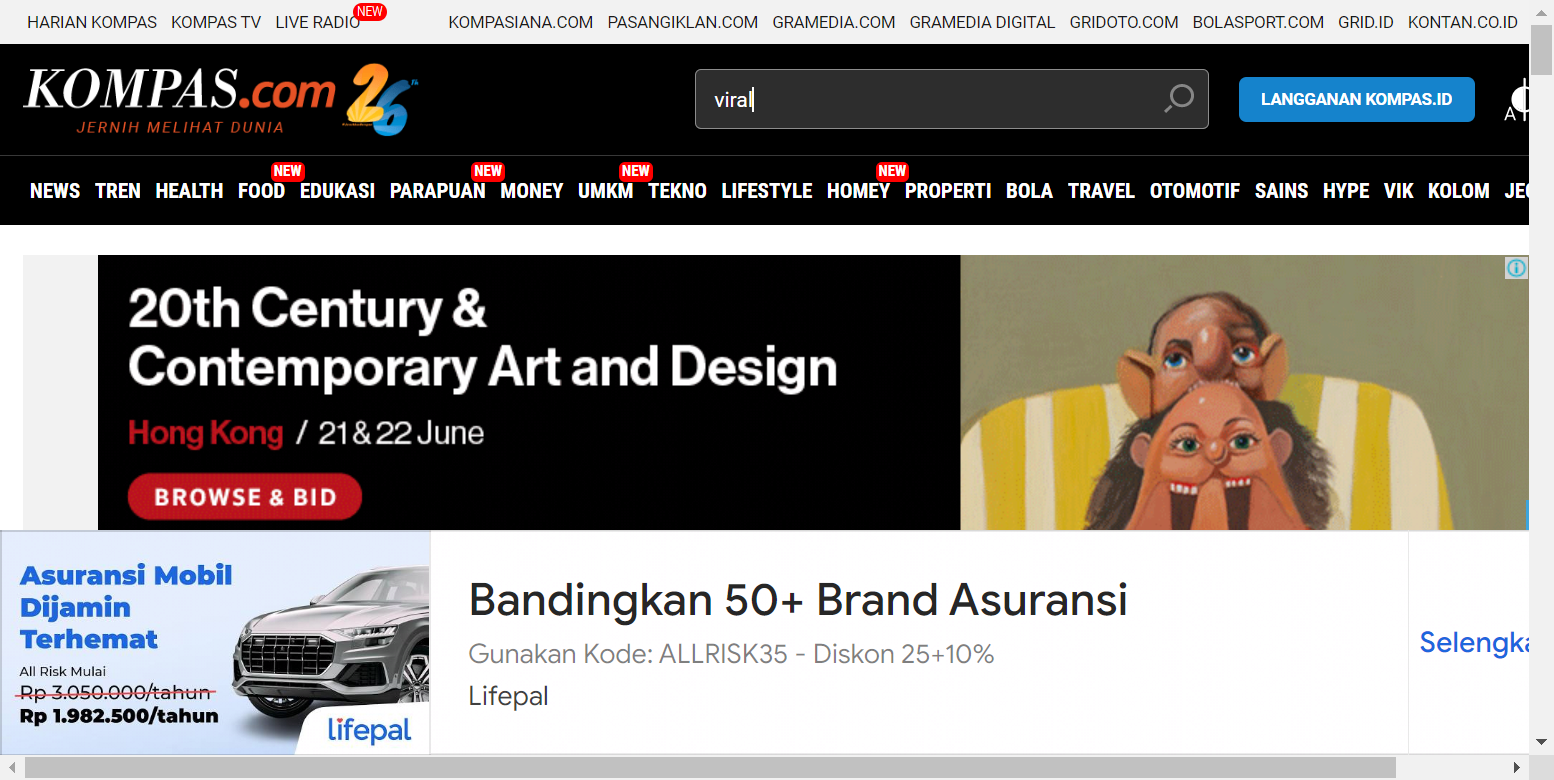 HARIAN KOMPAS KOMPAS TV LIVE RADIO NEW KOMPASIANA.COM PASANGIKLAN.COM GRAMEDIA.COM GRAMEDIA DIGITAL GRIDOTO.COM BOLASPORT.COM GRID.ID KONTAN.CO.ID
KOMPAS.com 26
JERNIH MELIHAT DUNIA
viral
LANGGANAN KOMPAS.ID
A
NEW NEW NEW NEW
NEWS TREN HEALTH FOOD EDUKASI PARAPUAN MONEY UMKM TEKNO LIFESTYLE HOMEY PROPERTI BOLA TRAVEL OTOMOTIF SAINS HYPE VIK KOLOM
20th Century &
Contemporary Art and Design
Hong Kong / 21 & 22 June
BROWSE & BID
Asuransi Mobil
Dijamin
Terhemat
All Risk Mulai
Rp 3.050.000/tahun
Rp 1.982.500/tahun
lifepal
Bandingkan 50+ Brand Asuransi
Gunakan Kode: ALLRISK35 - Diskon 25+10%
Lifepal
Selengka